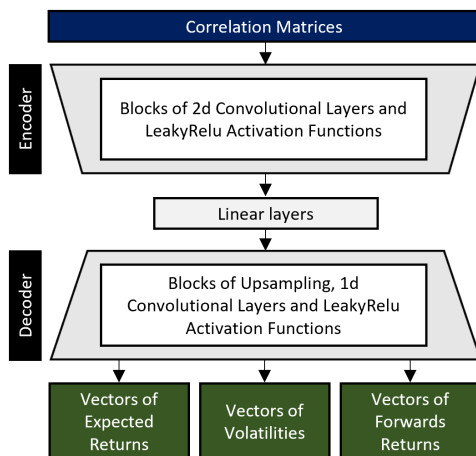 Correlation Matrices
Encoder
Blocks of 2d Convolutional Layers and
LeakyRelu Activation Functions
Linear layers
Decoder
Blocks of Upsampling, 1d
Convolutional Layers and LeakyRelu
Activation Functions
Vectors of
Expected
Returns
Vectors of
Volatilities
Vectors of
Forwards
Returns